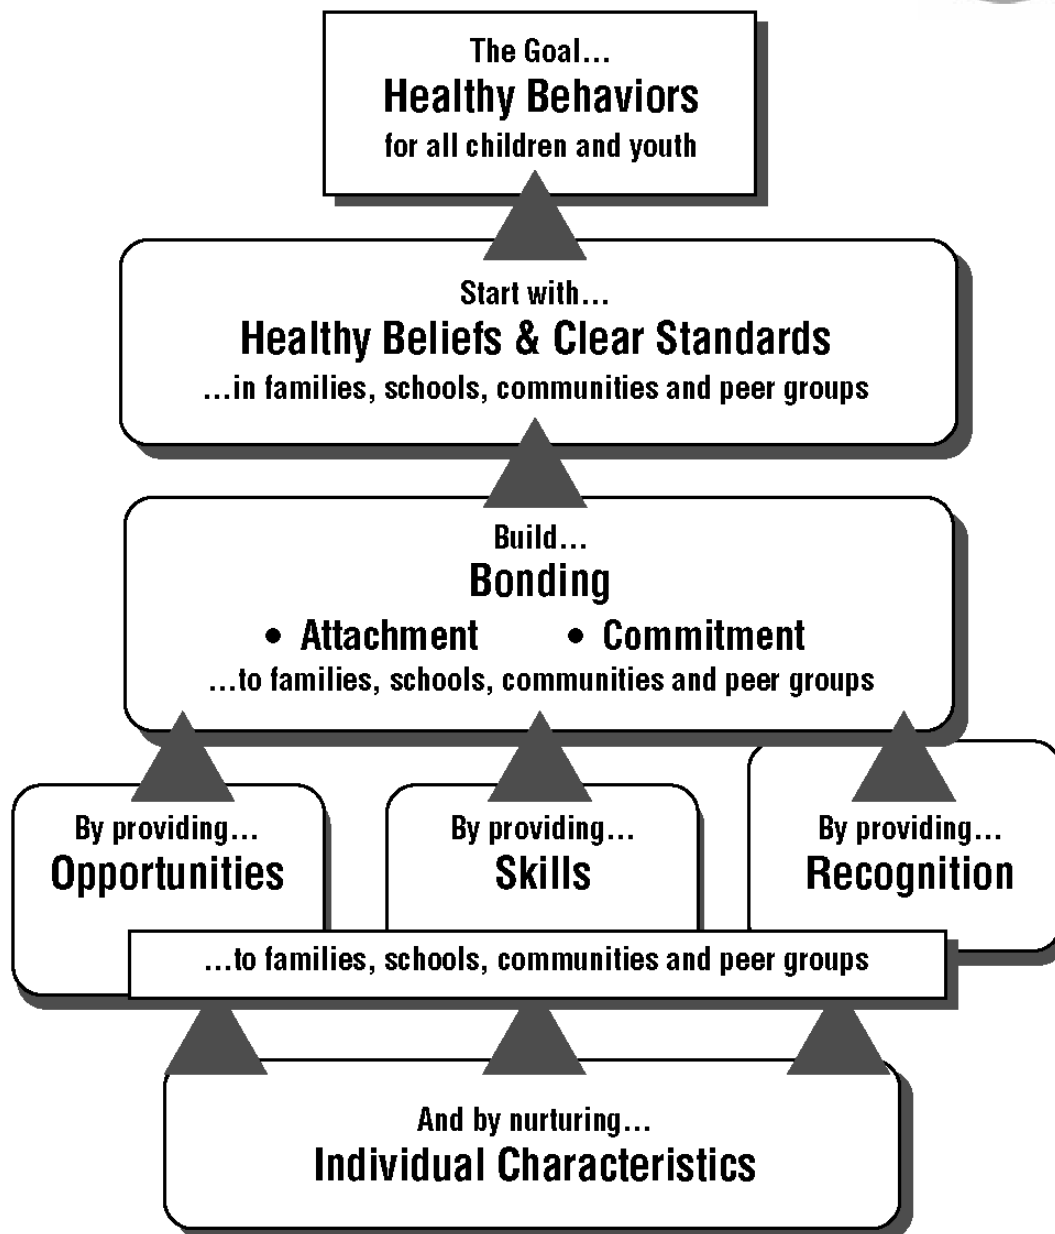 The Goal…
Healthy Behaviors
for all children and youth
Start with…
Healthy Beliefs & Clear Standards
…in families, schools, communities and peer groups
Build…
Bonding
• Attachment • Commitment
…to families, schools, communities and peer groups
By providing…
Opportunities
By providing…
Skills
By providing…
Recognition
…to families, schools, communities and peer groups
And by nurturing…
Individual Characteristics